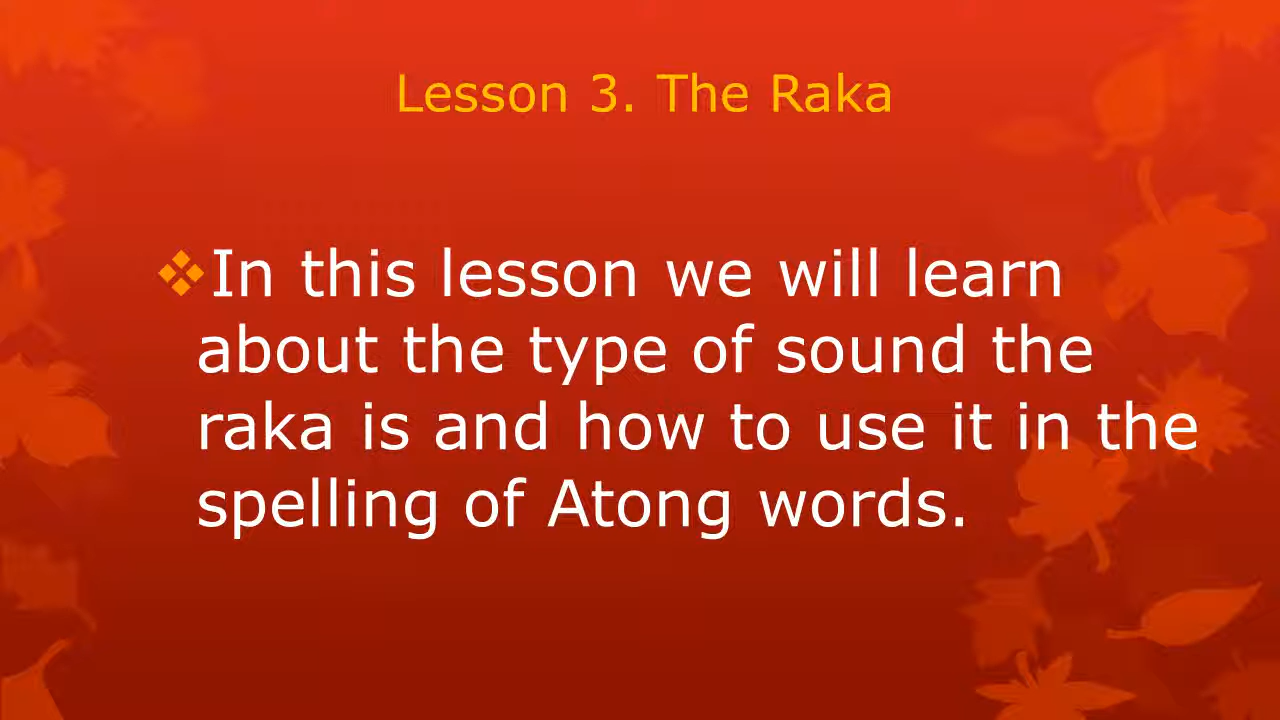 Lesson 3. The Raka
❖In this lesson we will learn
about the type of sound the
raka is and how to use it in the
spelling of Atong words.